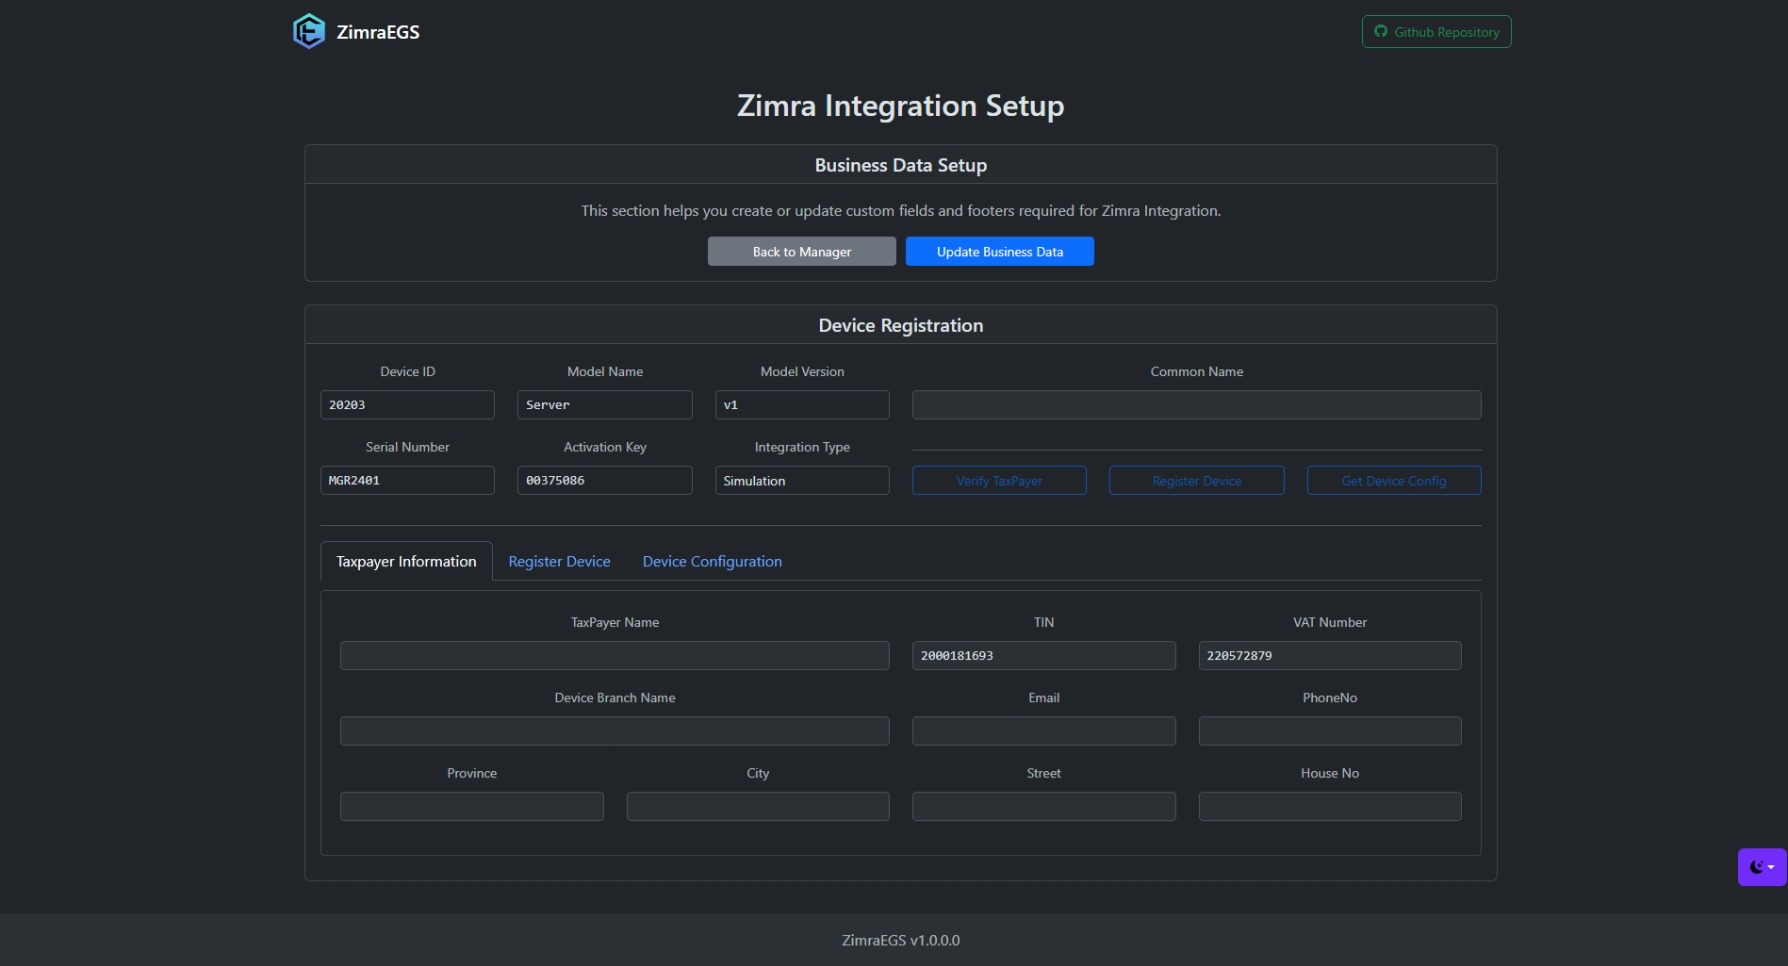 ZimraEGS
Github Repository
Zimra Integration Setup
Business Data Setup
This section helps you create or update custom fields and footers required for Zimra Integration.
Back to Manager
Update Business Data
Device Registration
Device ID
Model Name
Model Version
Common Name
20203
Server
v1
Serial Number
Activation Key
Integration Type
MGR2401
00375086
Simulation
Verify TaxPayer
Register Device
Get Device Config
Taxpayer Information
Register Device
Device Configuration
TaxPayer Name
TIN
VAT Number
2000181693
220572879
Device Branch Name
Email
PhoneNo
Province
City
Street
House No
ZimraEGS v1.0.0.0